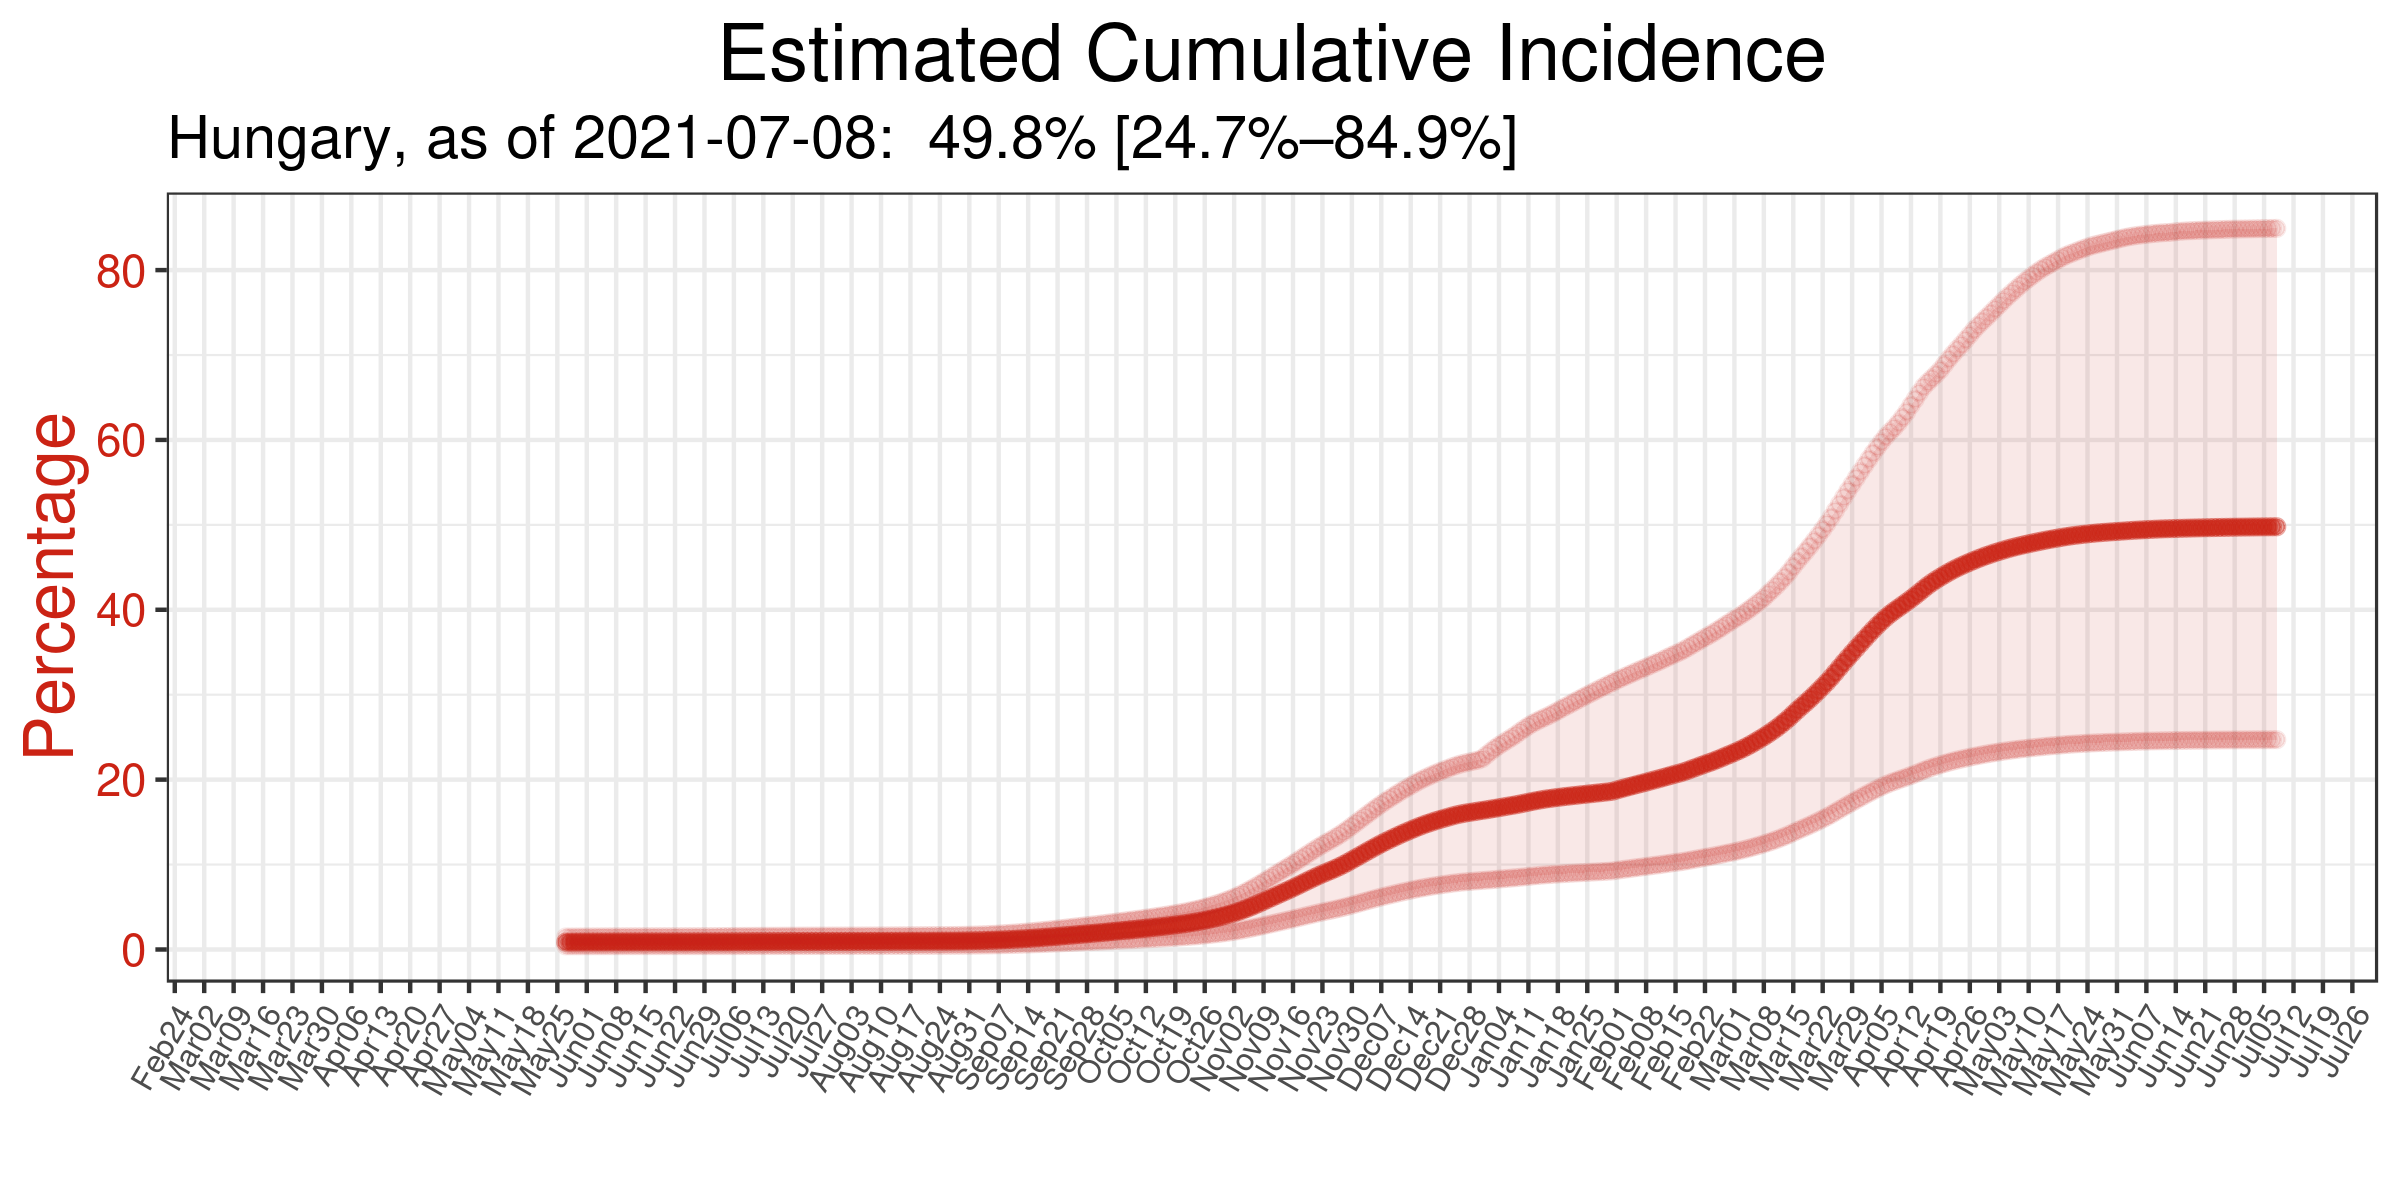 Estimated Cumulative Incidence
Hungary, as of 2021-07-08:  49.8% [24.7%–84.9%]
Percentage
80
60
40
20
0
Feb24
Mar02
Mar09
Mar16
Mar23
Mar30
Apr06
Apr13
Apr20
Apr27
May04
May11
May18
May25
Jun01
Jun08
Jun15
Jun22
Jun29
Jul06
Jul13
Jul20
Jul27
Aug03
Aug10
Aug17
Aug24
Aug31
Sep07
Sep14
Sep21
Sep28
Oct05
Oct12
Oct19
Oct26
Nov02
Nov09
Nov16
Nov23
Nov30
Dec07
Dec14
Dec21
Dec28
Jan04
Jan11
Jan18
Jan25
Feb01
Feb08
Feb15
Feb22
Mar01
Mar08
Mar15
Mar22
Mar29
Apr05
Apr12
Apr19
Apr26
May03
May10
May17
May24
May31
Jun07
Jun14
Jun21
Jun28
Jul05
Jul12
Jul19
Jul26